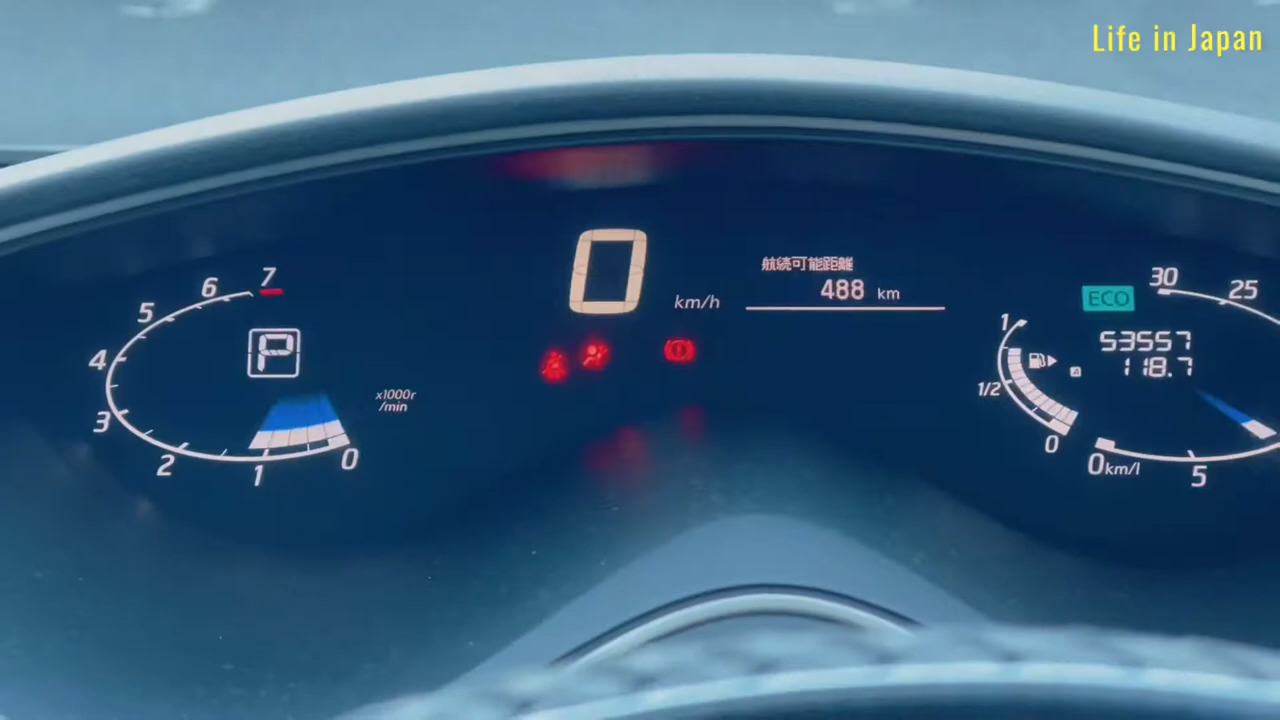 Life in Japan
7
6
5
4
3
2
1
0
P
x1000r
/min
0
km/h
航続可能距離
488 km
ECO
30
25
53557
118.7
1
1/2
0
0km/l
5